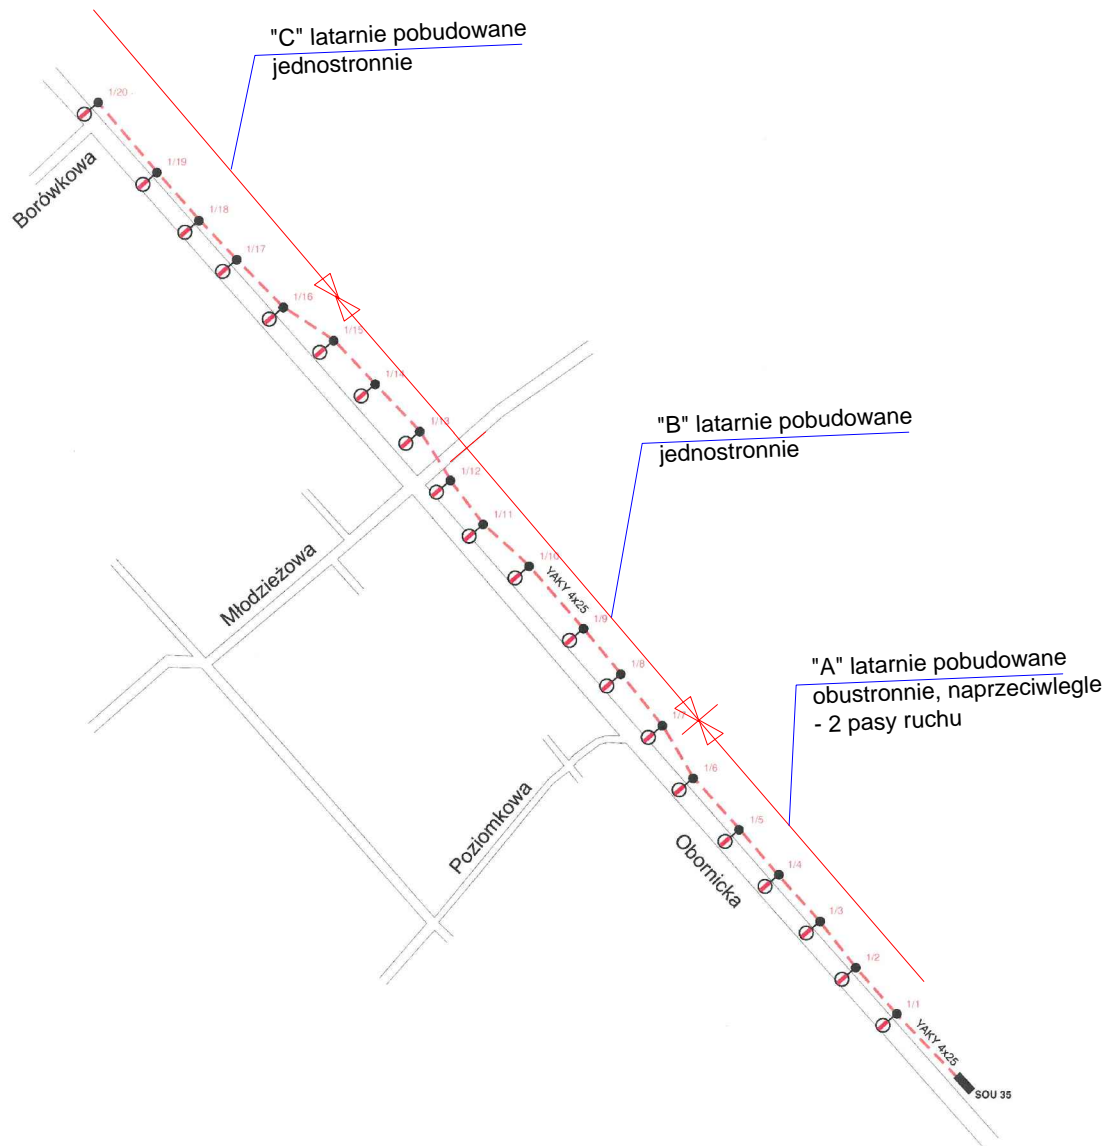 "C" latarnie pobudowane
jednostronnie
1/20
Borówkowa
1/19
1/18
1/17
1/16
1/15
1/14
1/13
"B" latarnie pobudowane
jednostronnie
1/12
1/11
1/10
YAKY 4x25
Młodzieżowa
1/9
1/8
"A" latarnie pobudowane
obustronnie, naprzeciwlegle
- 2 pasy ruchu
1/7
1/6
Poziomkowa
1/5
Obornicka
1/4
1/3
1/2
1/1
YAKY 4x25
SOU 35